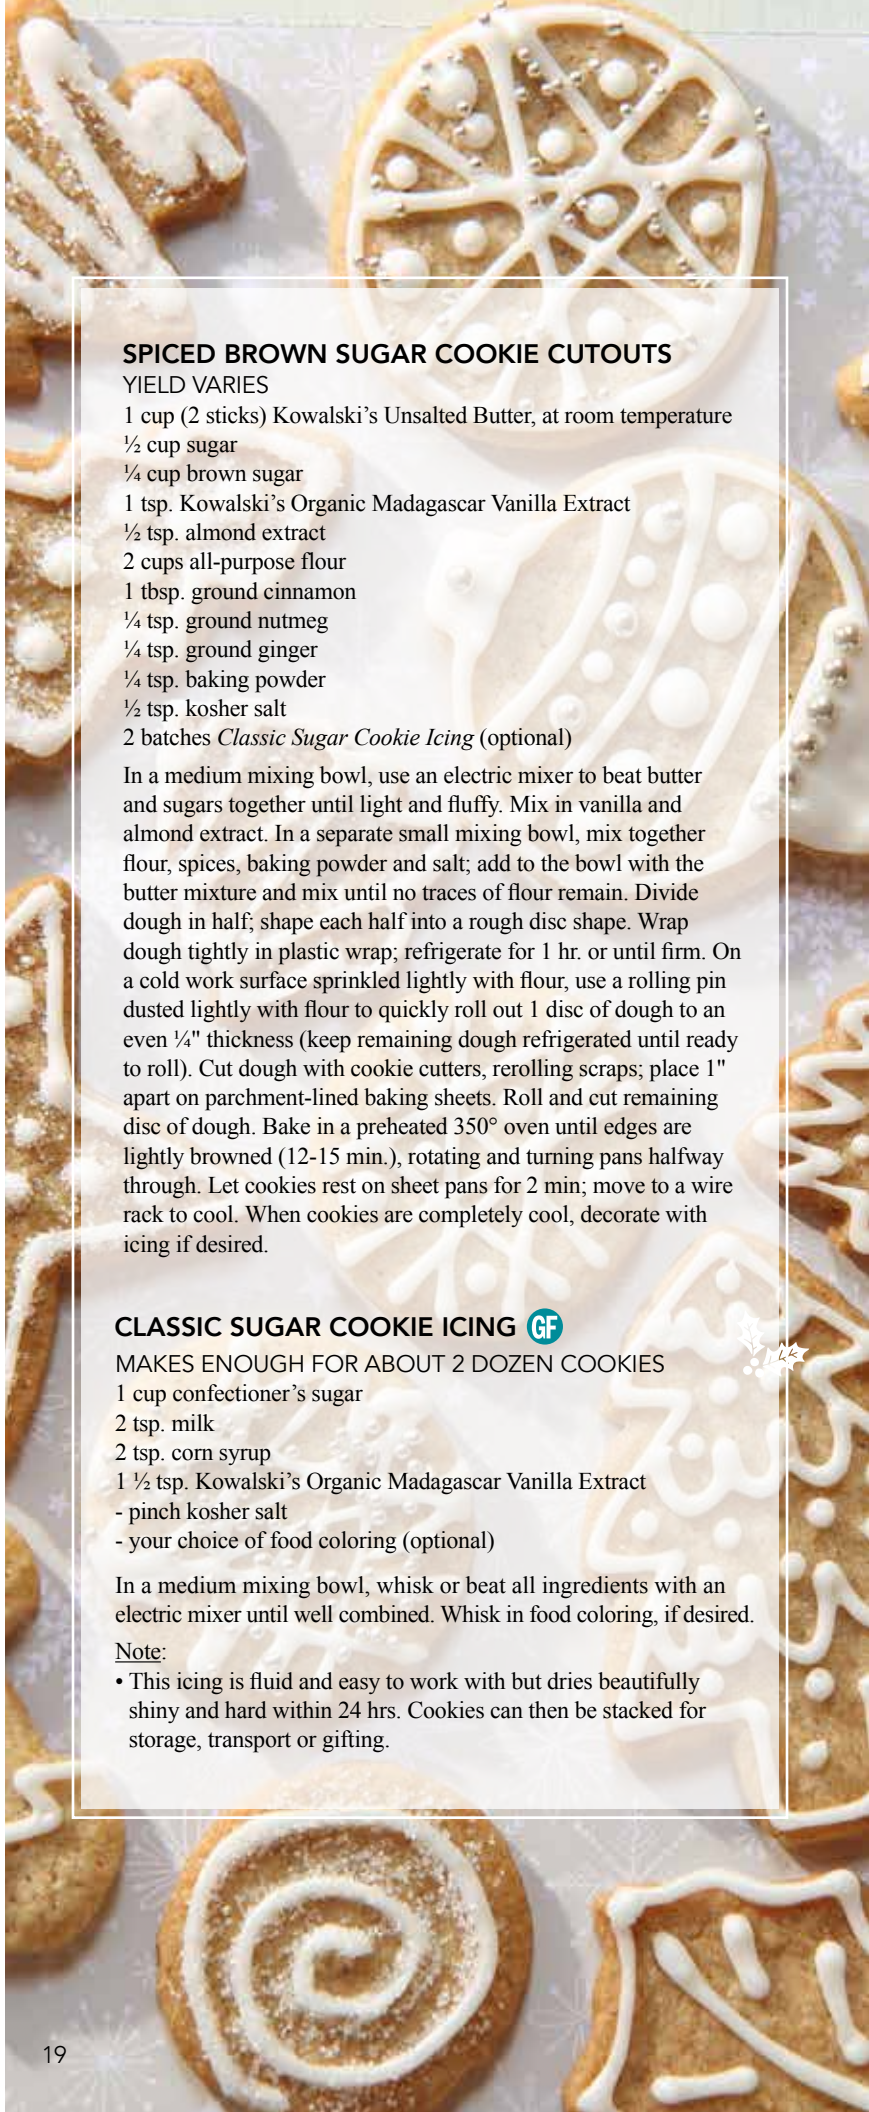 SPICED BROWN SUGAR COOKIE CUTOUTS
YIELD VARIES
1 cup (2 sticks) Kowalski’s Unsalted Butter, at room temperature
½ cup sugar
¼ cup brown sugar
1 tsp. Kowalski’s Organic Madagascar Vanilla Extract
½ tsp. almond extract
2 cups all-purpose flour
1 tbsp. ground cinnamon
¼ tsp. ground nutmeg
¼ tsp. ground ginger
¼ tsp. baking powder
½ tsp. kosher salt
2 batches Classic Sugar Cookie Icing (optional)
In a medium mixing bowl, use an electric mixer to beat butter
and sugars together until light and fluffy. Mix in vanilla and
almond extract. In a separate small mixing bowl, mix together
flour, spices, baking powder and salt; add to the bowl with the
butter mixture and mix until no traces of flour remain. Divide
dough in half; shape each half into a rough disc shape. Wrap
dough tightly in plastic wrap; refrigerate for 1 hr. or until firm. On
a cold work surface sprinkled lightly with flour, use a rolling pin
dusted lightly with flour to quickly roll out 1 disc of dough to an
even ¼" thickness (keep remaining dough refrigerated until ready
to roll). Cut dough with cookie cutters, rerolling scraps; place 1"
apart on parchment-lined baking sheets. Roll and cut remaining
disc of dough. Bake in a preheated 350° oven until edges are
lightly browned (12-15 min.), rotating and turning pans halfway
through. Let cookies rest on sheet pans for 2 min; move to a wire
rack to cool. When cookies are completely cool, decorate with
icing if desired.
CLASSIC SUGAR COOKIE ICING GF
MAKES ENOUGH FOR ABOUT 2 DOZEN COOKIES
1 cup confectioner’s sugar
2 tsp. milk
2 tsp. corn syrup
1 ½ tsp. Kowalski’s Organic Madagascar Vanilla Extract
- pinch kosher salt
- your choice of food coloring (optional)
In a medium mixing bowl, whisk or beat all ingredients with an
electric mixer until well combined. Whisk in food coloring, if desired.
Note:
• This icing is fluid and easy to work with but dries beautifully
shiny and hard within 24 hrs. Cookies can then be stacked for
storage, transport or gifting.
19